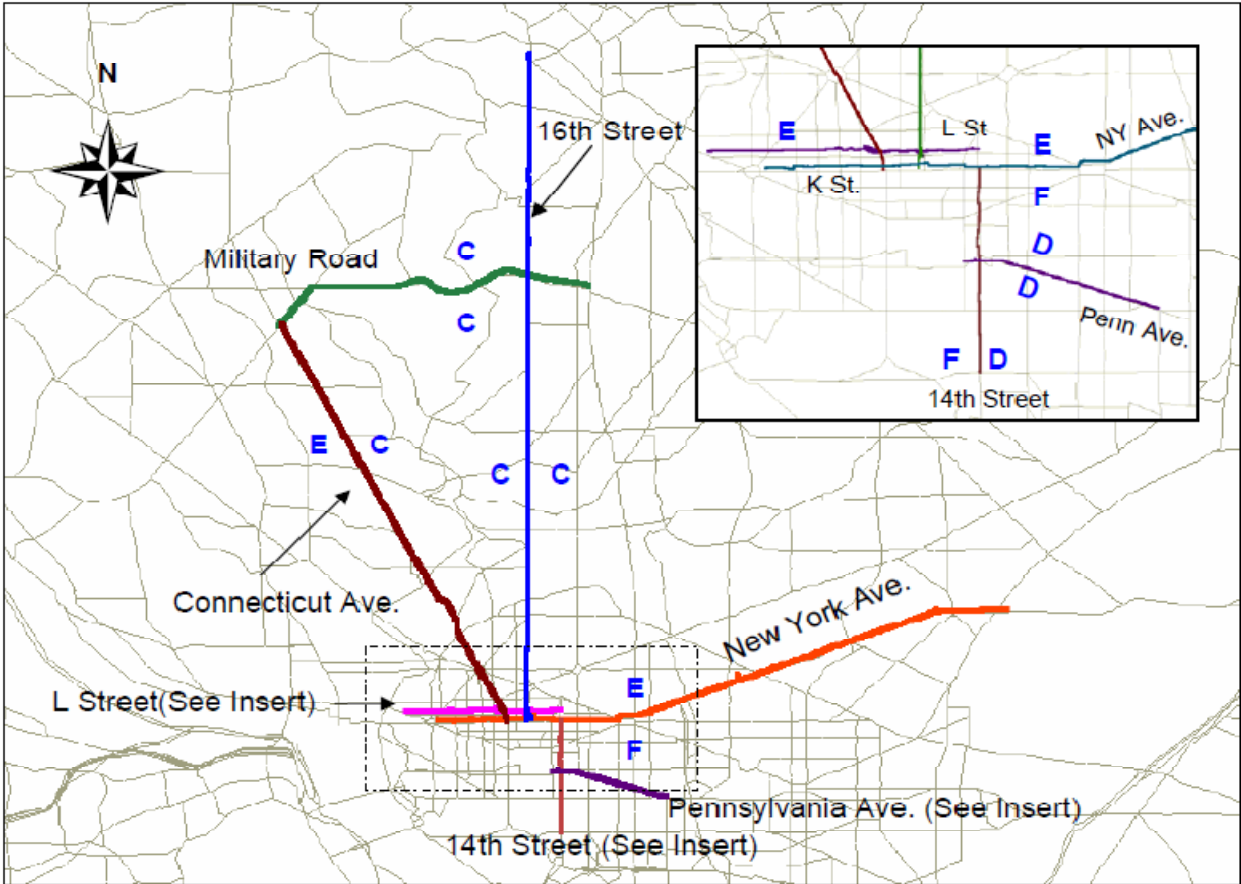 N
16th Street
Military Road
C
C
E C
C C
Connecticut Ave.
New York Ave.
L Street(See Insert)
E
F
Pennsylvania Ave. (See Insert)
14th Street (See Insert)
E
L St
E
NY Ave.
K St.
F
D
D
Penn Ave.
F D
14th Street